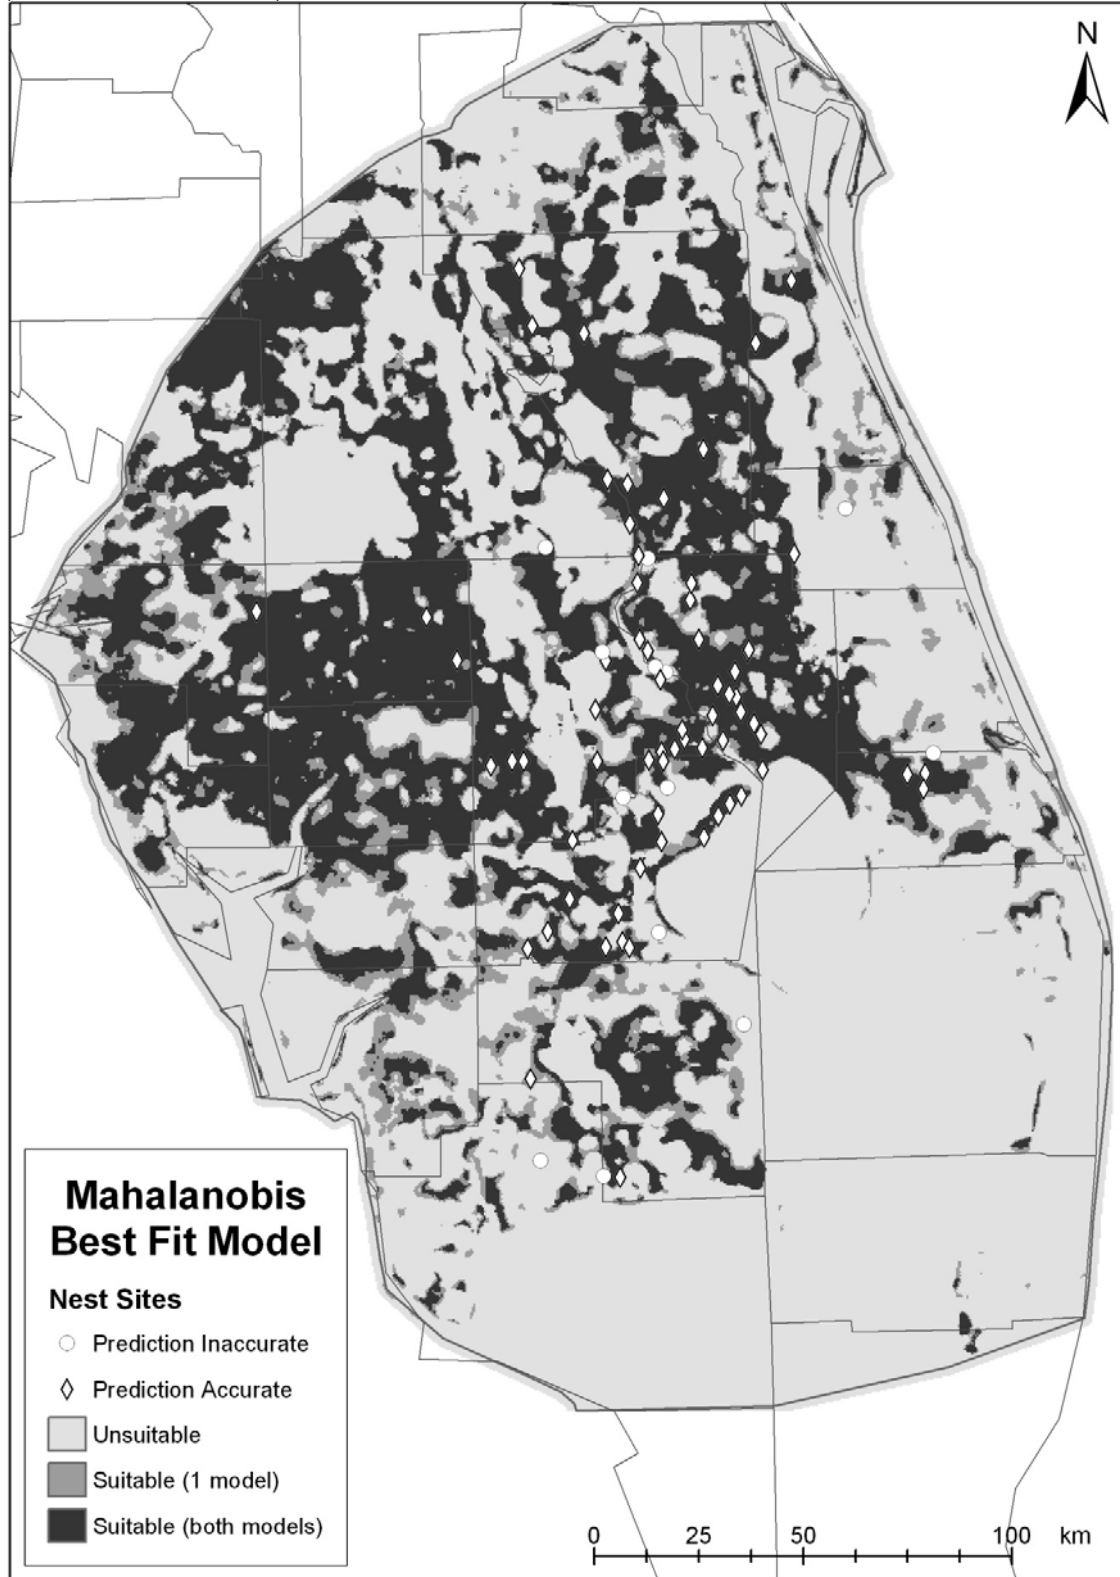 N
Mahalanobis
Best Fit Model
Nest Sites
Prediction Inaccurate
Prediction Accurate
Unsuitable
Suitable (1 model)
Suitable (both models)
0 25 50 100 km